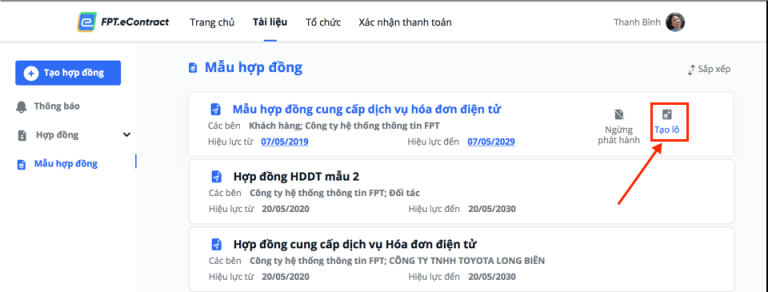 FPT.eContract Trang chủ Tài liệu Tổ chức Xác nhận thanh toán Thanh Bình
Tạo hợp đồng
Thông báo
Hợp đồng
Mẫu hợp đồng
Mẫu hợp đồng Sắp xếp
Mẫu hợp đồng cung cấp dịch vụ hóa đơn điện tử
Các bên Khách hàng; Công ty hệ thống thông tin FPT
Hiệu lực từ 07/05/2019 Hiệu lực đến 07/05/2029
Ngừng
phát hành
Tạo lô
Hợp đồng HDDT mẫu 2
Các bên Công ty hệ thống thông tin FPT; Đối tác
Hiệu lực từ 20/05/2020 Hiệu lực đến 20/05/2030
Hợp đồng cung cấp dịch vụ Hóa đơn điện tử
Các bên Công ty hệ thống thông tin FPT; CÔNG TY TNHH TOYOTA LONG BIÊN
Hiệu lực từ 20/05/2020 Hiệu lực đến 20/05/2030